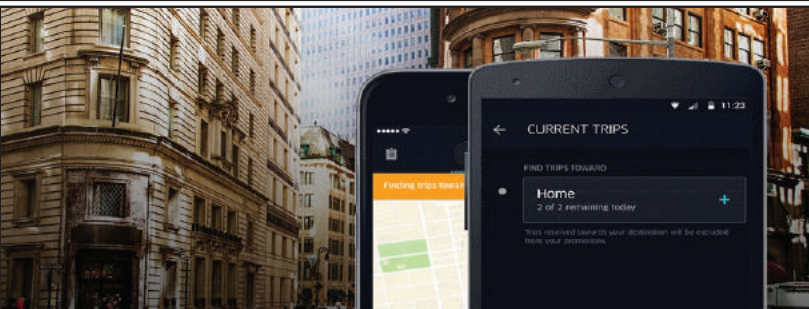 11:23
CURRENT TRIPS
Finding trips towar
FIND TRIPS TOWARD
Home
2 of 2 remaining today
Trips received towards your destination will be excluded
from your promotions